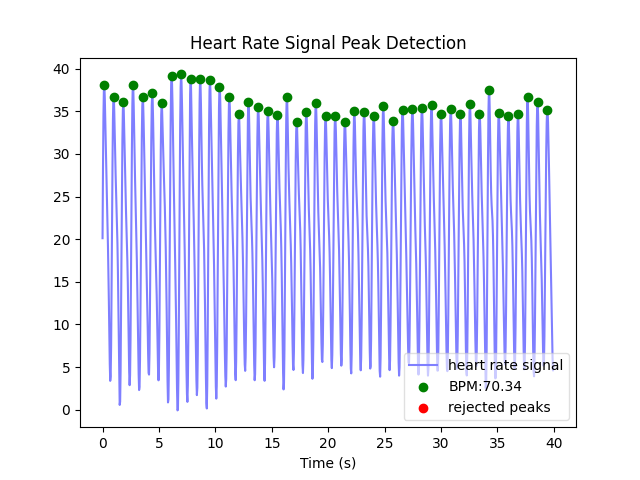 Heart Rate Signal Peak Detection
40
35
30
25
20
15
10
5
0
heart rate signal
BPM:70.34
rejected peaks
0 5 10 15 20 25 30 35 40
Time (s)